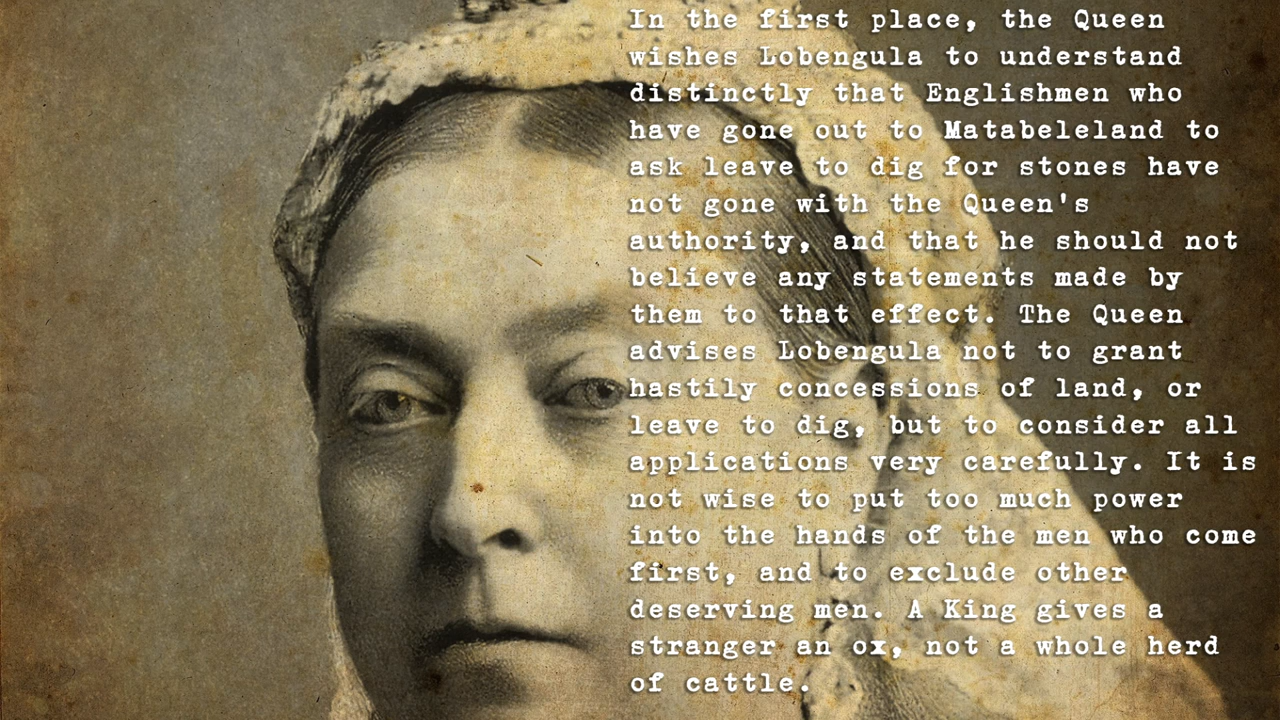 In the first place, the Queen
wishes Lobengula to understand
distinctly that Englishmen who
have gone out to Matabeleland to
ask leave to dig for stones have
not gone with the Queen's
authority, and that he should not
believe any statements made by
them to that effect. The Queen
advises Lobengula not to grant
hastily concessions of land, or
leave to dig, but to consider all
applications very carefully. It is
not wise to put too much power
into the hands of the men who come
first, and to exclude other
deserving men. A King gives a
stranger an ox, not a whole herd
of cattle.